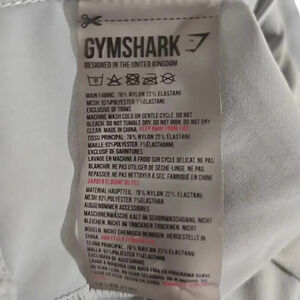 GYMSHARK
DESIGNED IN THE UNITED KINGDOM
MAIN FABRIC: 78% NYLON 22% ELASTANE
MESH: 93%POLYESTER 7%ELASTANE
EXCLUSIVE OF TRIMS
MACHINE WASH COLD ON GENTLE CYCLE. DO NOT
BLEACH. DO NOT TUMBLE DRY. DO NOT IRON. DO NOT DRY
CLEAN. MADE IN CHINA. KEEP AWAY FROM FIRE
TISSU PRINCIPAL: 78% NYLON 22% ELASTANE
MAILLE: 93% POLYESTER 7% ELASTHANNE
EXCLUSIF DE GARNITURES
LAVAGE EN MACHINE À FROID SUR CYCLE DÉLICAT. NE PAS
BLANCHIR. NE PAS UTILISER DE SÈCHE-LINGE. NE PAS
REPASSER. PAS NETTOYER À SEC. FABRIQUÉ EN CHINE
GARDER ÉLOIGNÉ DU FEU
MATERIAL HAUPTTEIL: 78% NYLON 22% ELASTAN
MESH: 93% POLYESTER 7% ELASTHAN
AUSGENOMMEN ACCESSOIRES
MASCHINENWÄSCHE KALT IM SCHONWASCHGANG. NICHT
BLEICHEN. NICHT IM TROCKNER TROCKNEN. NICHT
BÜGELN. NICHT CHEMISCH REINIGEN. HERGESTELLT IN
CHINA.